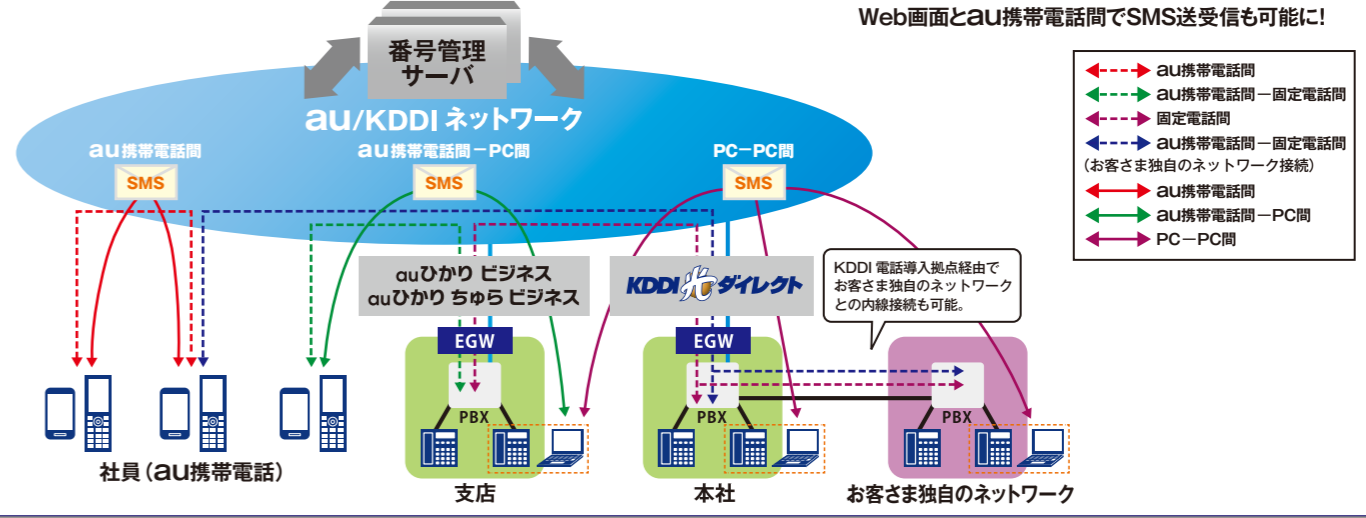 Web画面とau携帯電話間でSMS送受信も可能に!
番号管理
サーバ
au/KDDI ネットワーク
au携帯電話間
au携帯電話間－PC間
PC－PC間
SMS
SMS
SMS
au携帯電話間
au携帯電話間－固定電話間
固定電話間
au携帯電話間－固定電話間
（お客さま独自のネットワーク接続）
au携帯電話間
au携帯電話間－PC間
PC－PC間
auひかり ビジネス
auひかり ちゅら ビジネス
KDDI光ダイレクト
KDDI 電話導入拠点経由で
お客さま独自のネットワーク
との内線接続も可能。
EGW
EGW
PBX
PBX
PBX
社員（au携帯電話）
支店
本社
お客さま独自のネットワーク